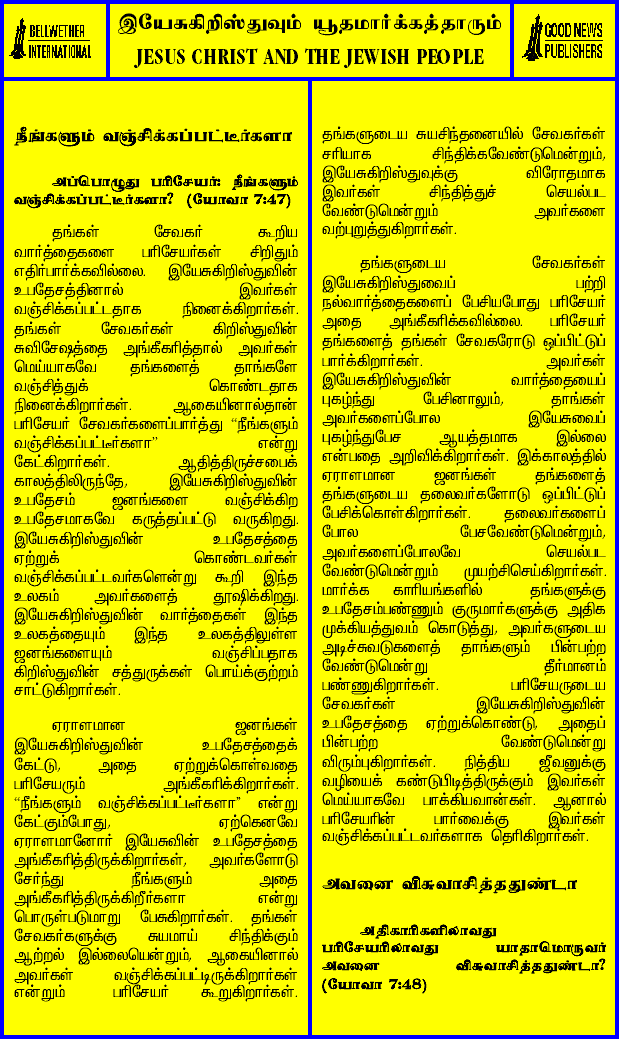 BELLWETHER
INTERNATIONAL
இயேசுகிறிஸ்துவும் யூதமார்க்கத்தாரும்
JESUS CHRIST AND THE JEWISH PEOPLE
GOOD NEWS
PUBLISHERS
நீங்களும் வஞ்சிக்கப்பட்டீர்களா
அப்பொழுது பரிசேயர்: நீங்களும்
வஞ்சிக்கப்பட்டீர்களா? (யோவா 7:47)
தங்கள் சேவகர் கூறிய
வார்த்தைகளை பரிசேயர்கள் சிறிதும்
எதிர்பார்க்கவில்லை. இயேசுகிறிஸ்துவின்
உபதேசத்தினால் இவர்கள்
வஞ்சிக்கப்பட்டதாக நினைக்கிறார்கள்.
தங்கள் சேவகர்கள் கிறிஸ்துவின்
சுவிசேஷத்தை அங்கீகரித்தால் அவர்கள்
மெய்யாகவே தங்களைத் தாங்களே
வஞ்சித்துக் கொண்டதாக
நினைக்கிறார்கள். ஆகையினால்தான்
பரிசேயர் சேவகர்களைப்பார்த்து “நீங்களும்
வஞ்சிக்கப்பட்டீர்களா” என்று
கேட்கிறார்கள். ஆதித்திருச்சபைக்
காலத்திலிருந்தே, இயேசுகிறிஸ்துவின்
உபதேசம் ஜனங்களை வஞ்சிக்கிற
உபதேசமாகவே கருத்தப்பட்டு வருகிறது.
இயேசுகிறிஸ்துவின் உபதேசத்தை
ஏற்றுக் கொண்டவர்கள்
வஞ்சிக்கப்பட்டவர்களென்று கூறி இந்த
உலகம் அவர்களைத் தூஷிக்கிறது.
இயேசுகிறிஸ்துவின் வார்த்தைகள் இந்த
உலகத்தையும் இந்த உலகத்திலுள்ள
ஜனங்களையும் வஞ்சிப்பதாக
கிறிஸ்துவின் சத்துருக்கள் பொய்க்குற்றம்
சாட்டுகிறார்கள்.
ஏராளமான ஜனங்கள்
இயேசுகிறிஸ்துவின் உபதேசத்தைக்
கேட்டு, அதை ஏற்றுக்கொள்வதை
பரிசேயரும் அங்கீகரிக்கிறார்கள்.
“நீங்களும் வஞ்சிக்கப்பட்டீர்களா” என்று
கேட்கும்போது, ஏற்கெனவே
ஏராளமானோர் இயேசுவின் உபதேசத்தை
அங்கீகரித்திருக்கிறார்கள், அவர்களோடு
சேர்ந்து நீங்களும் அதை
அங்கீகரித்திருக்கிறீர்களா என்று
பொருள்படுமாறு பேசுகிறார்கள். தங்கள்
சேவகர்களுக்கு சுயமாய் சிந்திக்கும்
ஆற்றல் இல்லையென்றும், ஆகையினால்
அவர்கள் வஞ்சிக்கப்பட்டிருக்கிறார்கள்
என்றும் பரிசேயர் கூறுகிறார்கள்.
தங்களுடைய சுயசிந்தனையில் சேவகர்கள்
சரியாக சிந்திக்கவேண்டுமென்றும்,
இயேசுகிறிஸ்துவுக்கு விரோதமாக
இவர்கள் சிந்தித்துச் செயல்பட
வேண்டுமென்றும் அவர்களை
வற்புறுத்துகிறார்கள்.
தங்களுடைய சேவகர்கள்
இயேசுகிறிஸ்துவைப் பற்றி
நல்வார்த்தைகளைப் பேசியபோது பரிசேயர்
அதை அங்கீகரிக்கவில்லை. பரிசேயர்
தங்களைத் தங்கள் சேவகரோடு ஒப்பிட்டுப்
பார்க்கிறார்கள். அவர்கள்
இயேசுகிறிஸ்துவின் வார்த்தையைப்
புகழ்ந்து பேசினாலும், தாங்கள்
அவர்களைப்போல இயேசுவைப்
புகழ்ந்துபேச ஆயத்தமாக இல்லை
என்பதை அறிவிக்கிறார்கள். இக்காலத்தில்
ஏராளமான ஜனங்கள் தங்களைத்
தங்களுடைய தலைவர்களோடு ஒப்பிட்டுப்
பேசிக்கொள்கிறார்கள். தலைவர்களைப்
போல பேசவேண்டுமென்றும்,
அவர்களைப்போலவே செயல்பட
வேண்டுமென்றும் முயற்சிசெய்கிறார்கள்.
மார்க்க காரியங்களில் தங்களுக்கு
உபதேசம்பண்ணும் குருமார்களுக்கு அதிக
முக்கியத்துவம் கொடுத்து, அவர்களுடைய
அடிச்சுவடுகளைத் தாங்களும் பின்பற்ற
வேண்டுமென்று தீர்மானம்
பண்ணுகிறார்கள். பரிசேயருடைய
சேவகர்கள் இயேசுகிறிஸ்துவின்
உபதேசத்தை ஏற்றுக்கொண்டு, அதைப்
பின்பற்ற வேண்டுமென்று
விரும்புகிறார்கள். நித்திய ஜீவனுக்கு
வழியைக் கண்டுபிடித்திருக்கும் இவர்கள்
மெய்யாகவே பாக்கியவான்கள். ஆனால்
பரிசேயரின் பார்வைக்கு இவர்கள்
வஞ்சிக்கப்பட்டவர்களாக தெரிகிறார்கள்.
அவனை விசுவாசித்ததுண்டா
அதிகாரிகளிலாவது
பரிசேயரிலாவது யாதாமொருவர்
அவனை விசுவாசித்ததுண்டா?
(யோவா 7:48)